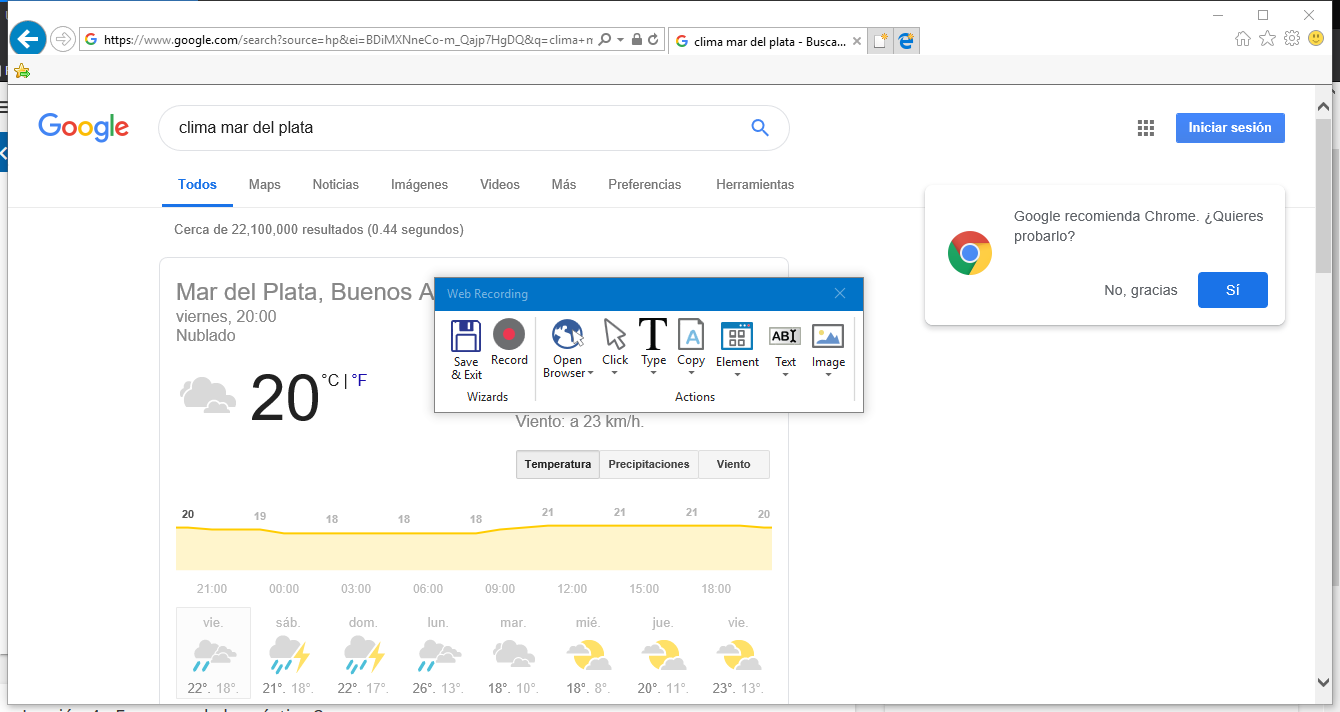 https://www.google.com/search?source=hp&ei=BDiMXNneCo-m_Qajp7HgDQ&q=clima+m
clima mar del plata - Busca...
Google
clima mar del plata
Iniciar sesión
Todos Maps Noticias Imágenes Videos Más Preferencias Herramientas
Cerca de 22,100,000 resultados (0.44 segundos)
Google recomienda Chrome. ¿Quieres
probarlo?
No, gracias Sí
Mar del Plata, Buenos A
viernes, 20:00
Nublado
20 °C | °F
Web Recording
Save
& Exit
Record
Open
Browser
Click
Type
Copy
Element
Text
Image
Wizards Actions
Viento: a 23 km/h.
Temperatura Precipitaciones Viento
20 19 18 18 18 21 21 21 20
21:00 00:00 03:00 06:00 09:00 12:00 15:00 18:00
vie. sáb. dom. lun. mar. mié. jue. vie.
22°. 18°. 21°. 18°. 22°. 17°. 26°. 13°. 18°. 10°. 18°. 8°. 20°. 11°. 23°. 13°.